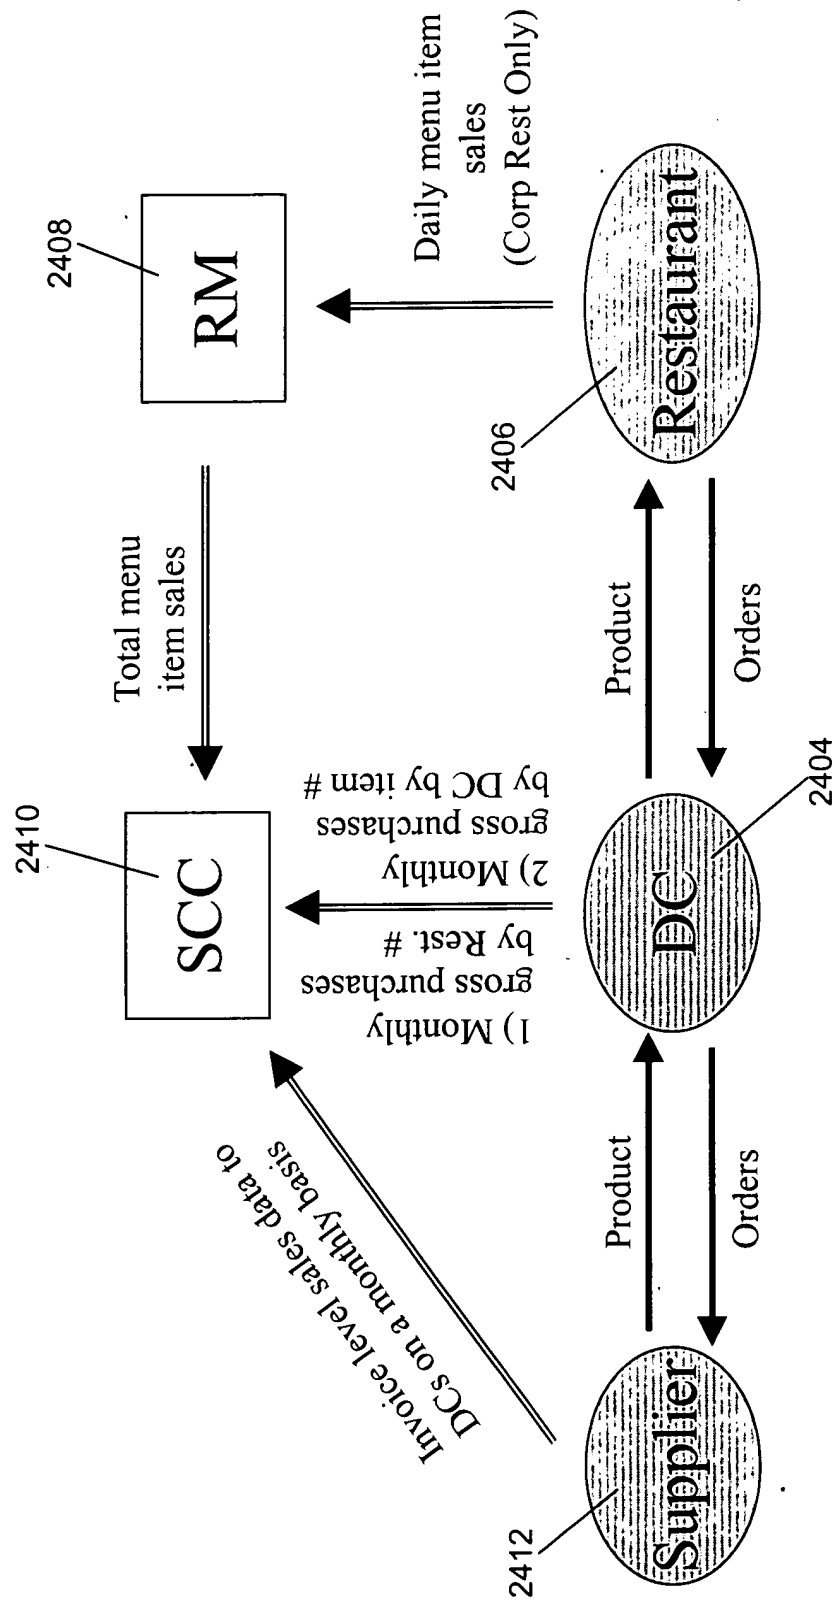 2410
SCC
Total menu
item sales
2408
RM
Invoice level sales data to
DCs on a monthly basis
1) Monthly
gross purchases
by Rest. #
2) Monthly
gross purchases
by DC by item #
Daily menu item
sales
(Corp Rest Only)
2412
Supplier
Product
Orders
DC
2404
Product
Orders
2406
Restaurant